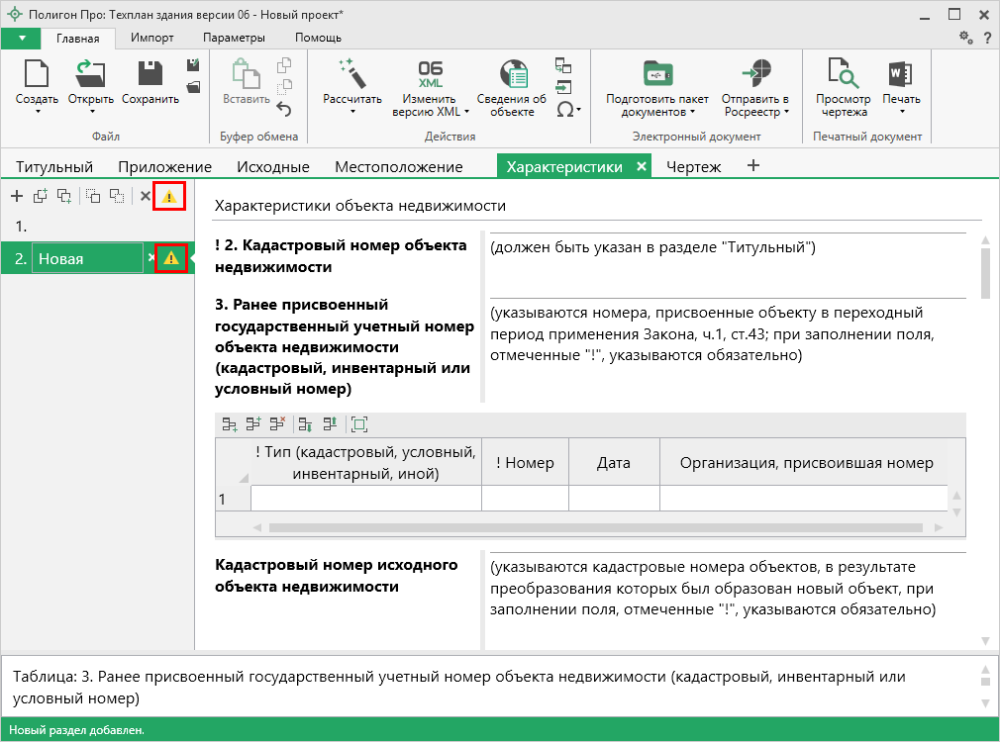 Полигон Про: Техплан здания версии 06 - Новый проект*
Главная Импорт Параметры Помощь ?
Создать Открыть Сохранить
Файл
Вставить
Буфер обмена
Рассчитать
06
XML
Изменить
версию XML
Сведения об
объекте
Ω
Действия
Подготовить пакет
документов
Отправить в
Росреестр
Электронный документ
Просмотр
чертежа
W
Печать
Печатный документ
Титульный Приложение Исходные Местоположение Характеристики × Чертеж +
1.
2. Новая
Характеристики объекта недвижимости
! 2. Кадастровый номер объекта
недвижимости
(должен быть указан в разделе "Титульный")
3. Ранее присвоенный
государственный учетный номер
объекта недвижимости
(кадастровый, инвентарный или
условный номер)
(указываются номера, присвоенные объекту в переходный
период применения Закона, ч.1, ст.43; при заполнении поля,
отмеченные "!", указываются обязательно)
! Тип (кадастровый, условный,
инвентарный, иной)
! Номер
Дата
Организация, присвоившая номер
1
Кадастровый номер исходного
объекта недвижимости
(указываются кадастровые номера объектов, в результате
преобразования которых был образован новый объект, при
заполнении поля, отмеченные "!", указываются обязательно)
Таблица: 3. Ранее присвоенный государственный учетный номер объекта недвижимости (кадастровый, инвентарный или
условный номер)
Новый раздел добавлен.